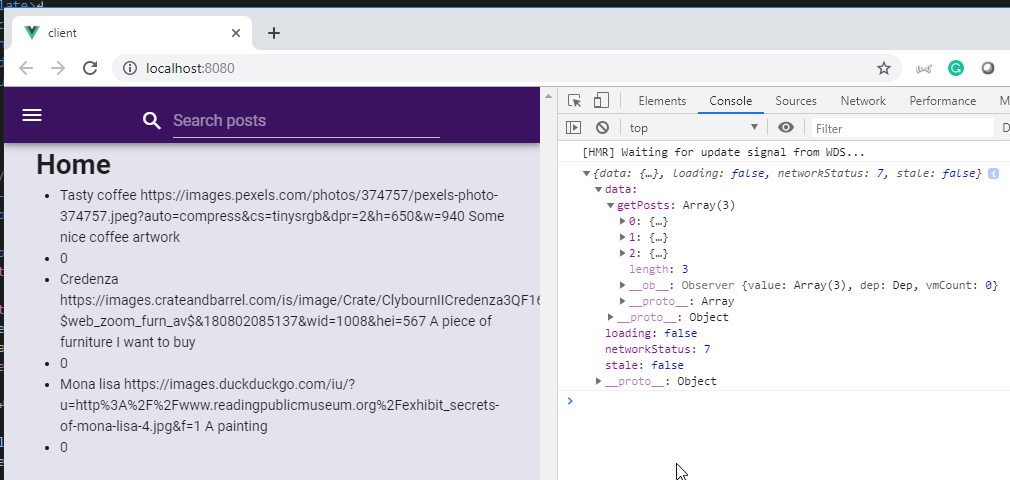 late>
client
localhost:8080
Search posts
Home
Tasty coffee https://images.pexels.com/photos/374757/pexels-photo-
374757.jpeg?auto=compress&cs=tinysrgb&dpr=2&h=650&w=940 Some
nice coffee artwork
0
Credenza
https://images.crateandbarrel.com/is/image/Crate/ClybournIICredenza3QF16
$web_zoom_furn_av$&180802085137&wid=1008&hei=567 A piece of
furniture I want to buy
0
Mona lisa https://images.duckduckgo.com/iu/?
u=http%3A%2F%2Fwww.readingpublicmuseum.org%2Fexhibit_secrets-
of-mona-lisa-4.jpg&f=1 A painting
0
Elements Console Sources Network Performance M
top Filter D
[HMR] Waiting for update signal from WDS...
{data: {…}, loading: false, networkStatus: 7, stale: false} i
data:
getPosts: Array(3)
0: {…}
1: {…}
2: {…}
length: 3
__ob__: Observer {value: Array(3), dep: Dep, vmCount: 0}
__proto__: Array
__proto__: Object
loading: false
networkStatus: 7
stale: false
__proto__: Object